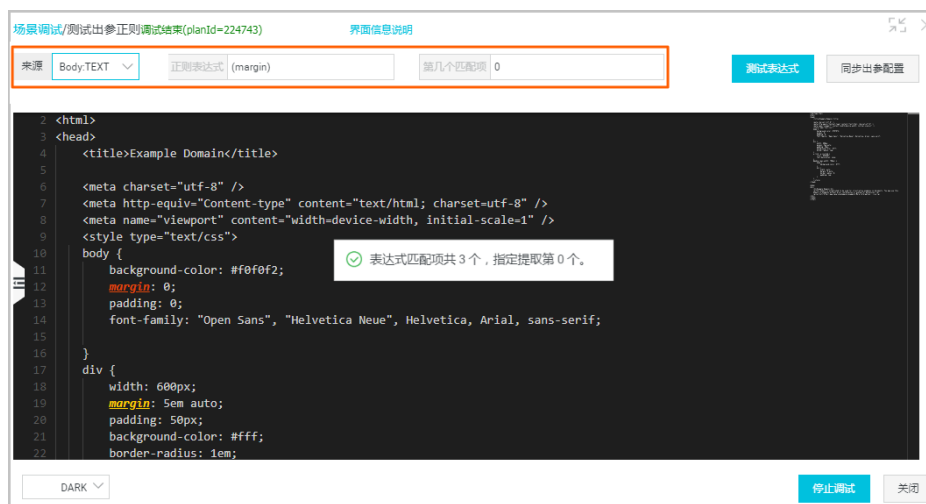 场景调试/测试出参正则调试结束(planId=224743) 界面信息说明
来源 Body:TEXT 正则表达式 (margin) 第几个匹配项 0 测试表达式 同步出参配置
2 <html>
3 <head>
4 <title>Example Domain</title>
5
6 <meta charset="utf-8" />
7 <meta http-equiv="Content-type" content="text/html; charset=utf-8" />
8 <meta name="viewport" content="width=device-width, initial-scale=1" />
9 <style type="text/css">
10 body {
表达式匹配项共 3 个，指定提取第 0 个。
11 background-color: #f0f0f2;
12 margin: 0;
13 padding: 0;
14 font-family: "Open Sans", "Helvetica Neue", Helvetica, Arial, sans-serif;
15
16 }
17 div {
18 width: 600px;
19 margin: 5em auto;
20 padding: 50px;
21 background-color: #fff;
22 border-radius: 1em;
DARK 停止调试 关闭